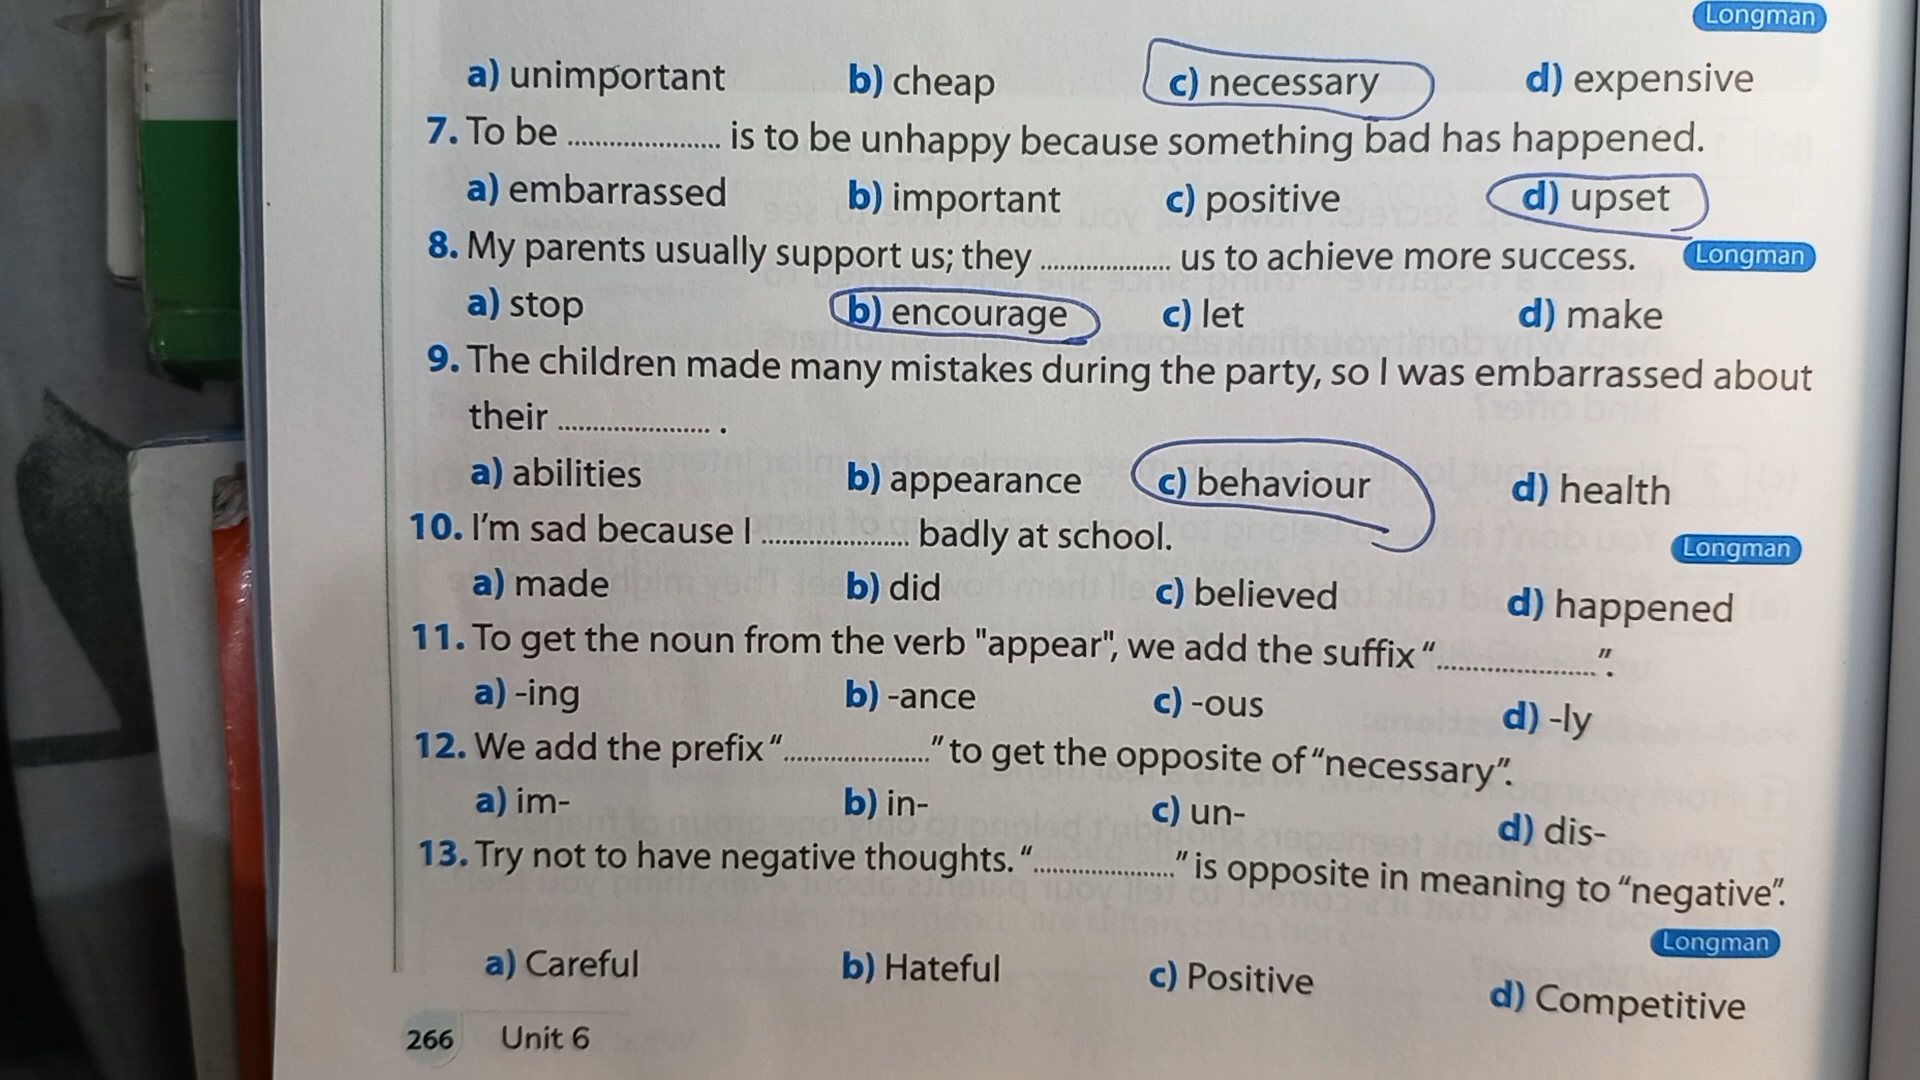 Longman
a) unimportant b) cheap c) necessary d) expensive
7. To be ...................... is to be unhappy because something bad has happened.
a) embarrassed b) important c) positive d) upset
8. My parents usually support us; they ................... us to achieve more success. Longman
a) stop b) encourage c) let d) make
9. The children made many mistakes during the party, so I was embarrassed about
their ...................... .
a) abilities b) appearance c) behaviour d) health
10. I'm sad because I ...................... badly at school. Longman
a) made b) did c) believed d) happened
11. To get the noun from the verb "appear", we add the suffix “.......................”.
a) -ing b) -ance c) -ous d) -ly
12. We add the prefix “.....................” to get the opposite of “necessary”.
a) im- b) in- c) un- d) dis-
13. Try not to have negative thoughts. “.....................” is opposite in meaning to “negative”.
Longman
a) Careful b) Hateful c) Positive d) Competitive
266 Unit 6